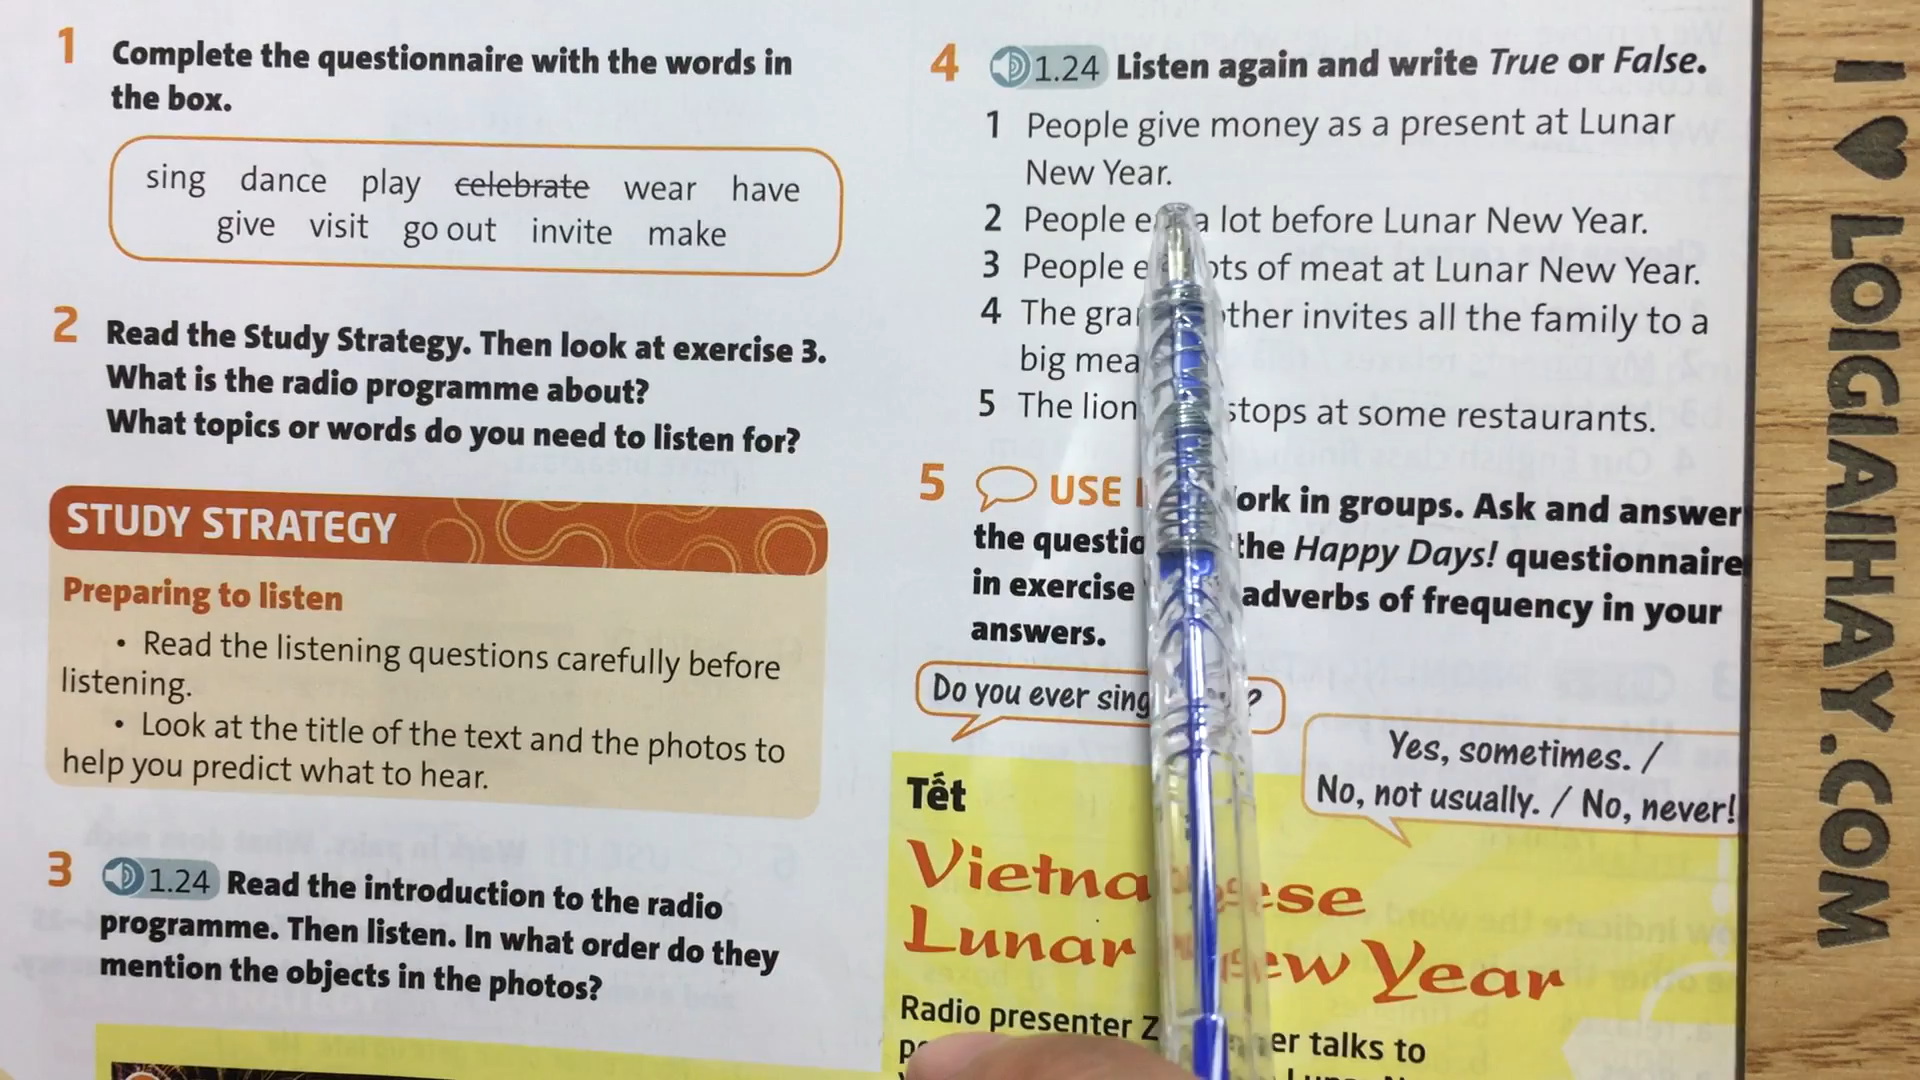 1 Complete the questionnaire with the words in
the box.
sing dance play celebrate wear have
give visit go out invite make
2 Read the Study Strategy. Then look at exercise 3.
What is the radio programme about?
What topics or words do you need to listen for?
STUDY STRATEGY
Preparing to listen
• Read the listening questions carefully before
listening.
• Look at the title of the text and the photos to
help you predict what to hear.
3 1.24 Read the introduction to the radio
programme. Then listen. In what order do they
mention the objects in the photos?
4 1.24 Listen again and write True or False.
1 People give money as a present at Lunar
New Year.
2 People a lot before Lunar New Year.
3 People of meat at Lunar New Year.
4 The invites all the family to a
big
5 The lion stops at some restaurants.
5 USE in groups. Ask and answer
the the Happy Days! questionnaire
in exercise adverbs of frequency in your
answers.
Do you ever sing ?
Yes, sometimes. /
No, not usually. / No, never!
Tết
Vietnamese
Lunar New Year
Radio presenter talks to
I ♥ LOIGIAIHAY.COM